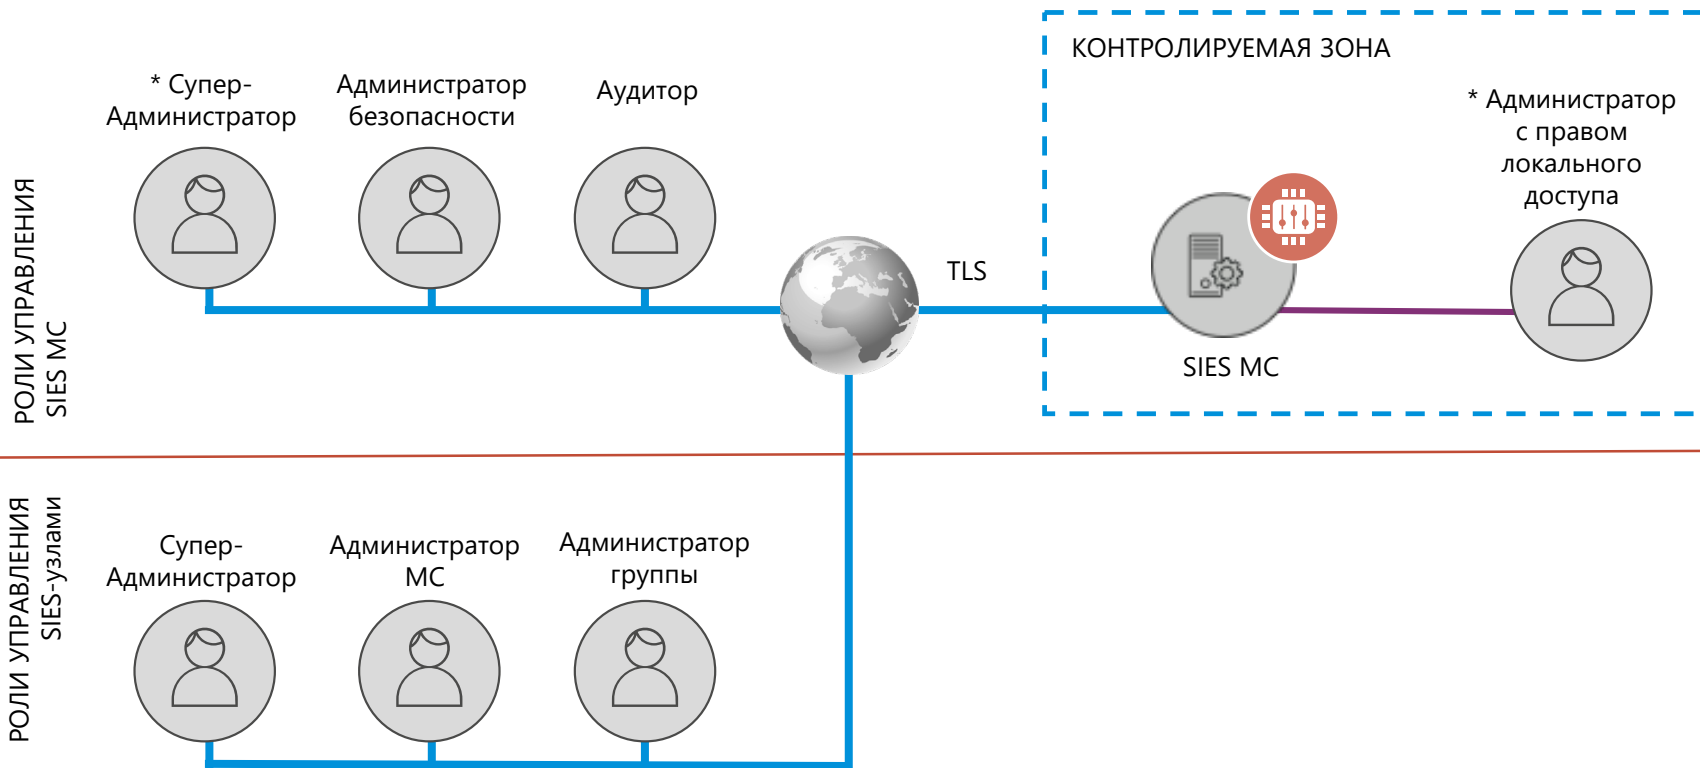 КОНТРОЛИРУЕМАЯ ЗОНА
* Супер-
Администратор
Администратор
безопасности
Аудитор
* Администратор
с правом
локального
доступа
РОЛИ УПРАВЛЕНИЯ
SIES MC
TLS
SIES MC
РОЛИ УПРАВЛЕНИЯ
SIES-узлами
Супер-
Администратор
Администратор
МС
Администратор
группы